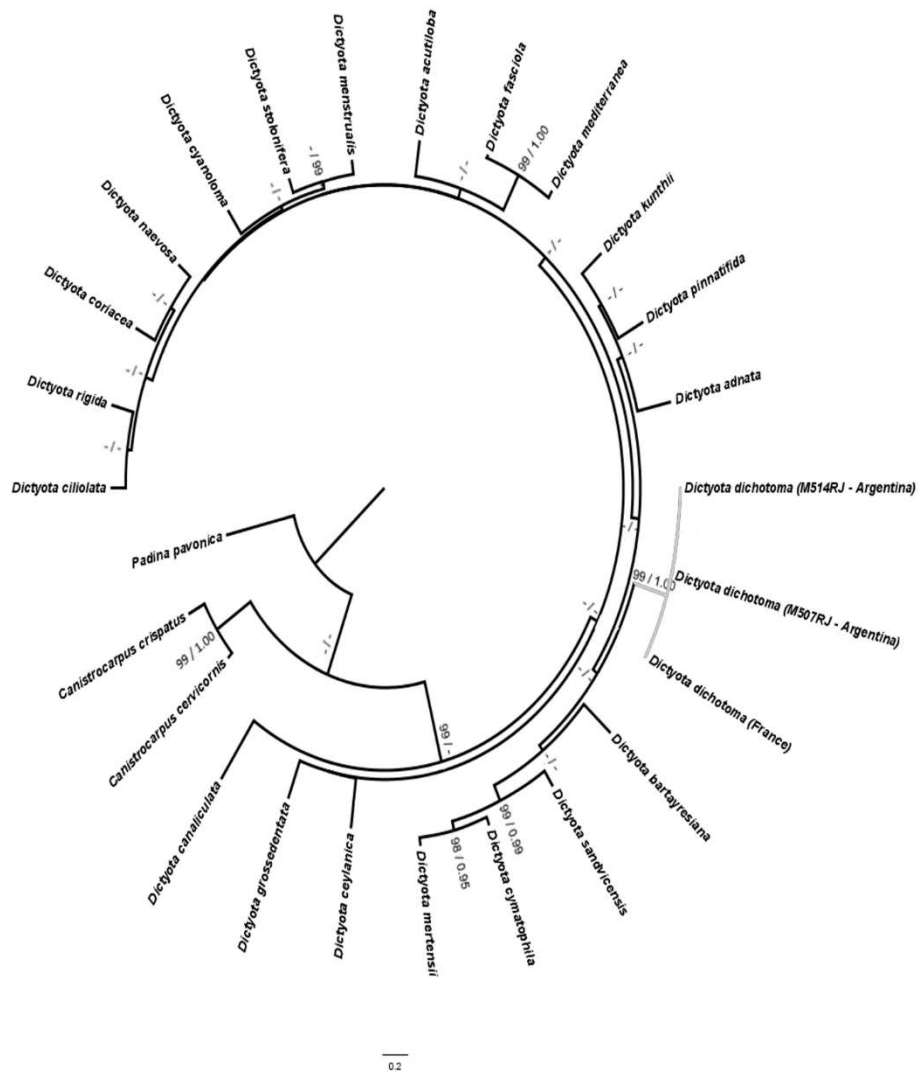 Dictyota menstrualis
Dictyota acutiloba
Dictyota stolonifera
Dictyota fasciola
Dictyota mediterranea
Dictyota cyanoloma
- / 99
99 / 1.00
- / -
- / -
Dictyota naevosa
Dictyota kunthii
- / -
Dictyota coriacea
- / -
Dictyota pinnatifida
- / -
- / -
- / -
Dictyota rigida
Dictyota adnata
- / -
Dictyota ciliolata
Dictyota dichotoma (M514RJ - Argentina)
- / -
Padina pavonica
99 / 1.00
Dictyota dichotoma (M507RJ - Argentina)
- / -
Canistrocarpus crispatus
99 / 1.00
- / -
Canistrocarpus cervicornis
Dictyota dichotoma (France)
- / -
99 / -
Dictyota bartayresiana
- / -
Dictyota canaliculata
Dictyota grossedentata
Dictyota ceylanica
Dictyota sandvicensis
99 / 0.99
98 / 0.95
Dictyota cymatophila
Dictyota mertensii
0.2